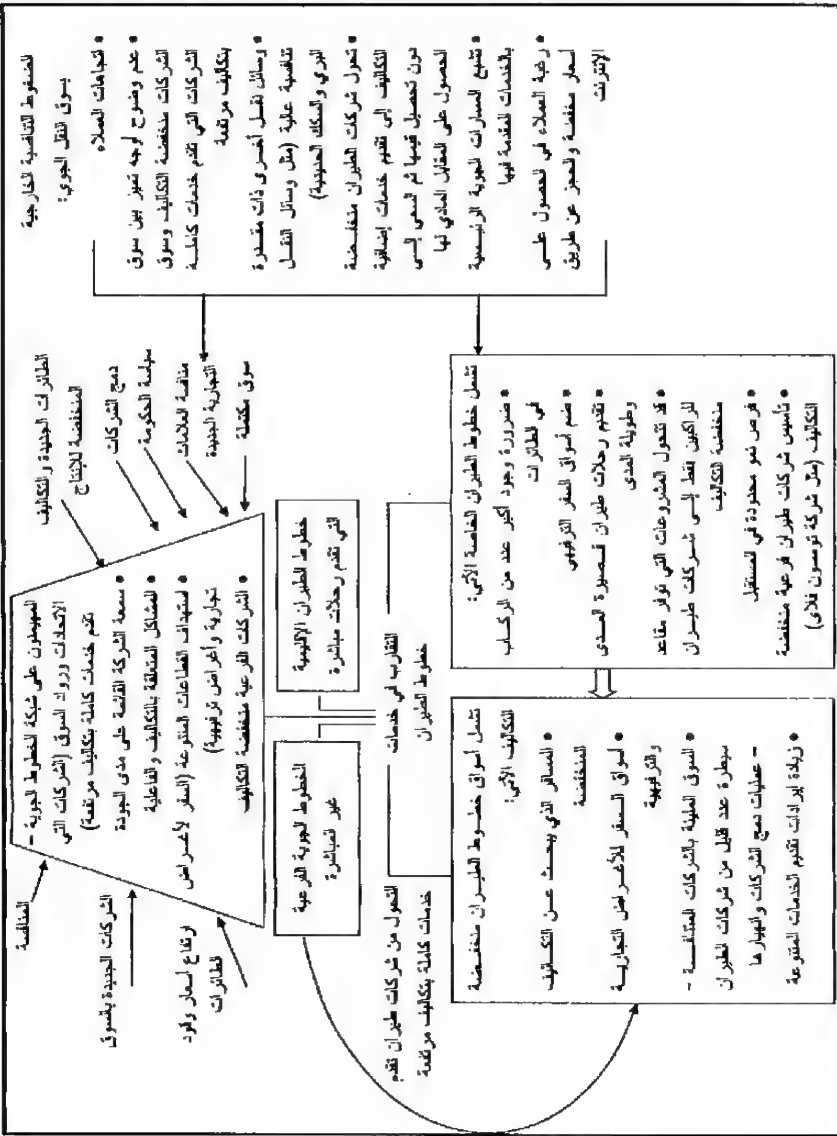 الضغوط التنافسية الخارجية
بسوق النقل الجوي:
• اتجاهات العملاء
• عدم وضوح أوجه تميز بين سوق
الشركات منخفضة التكاليف وسوق
الشركات التي تقدم خدمات كاملة
بتكاليف مرتفعة
• وسائل نقل أخرى ذات مقدرة
تنافسية عالية (مثل وسائل النقل
البري والسكك الحديدية)
• تحول شركات الطيران منخفضة
التكاليف إلى تقديم خدمات إضافية
دون تحصيل قيمتها ثم السعي إلى
الحصول على المقابل المادي لها
• تشبع المسارات الجوية الرئيسية
بالخدمات المقدمة فيها
• رغبة العملاء في الحصول على
أسعار منخفضة والحجز عن طريق
الإنترنت
الطائرات الجديدة والتكاليف
المنخفضة للإنتاج
دمج الشركات
سياسة الحكومة
منافسة العلامات
التجارية الجديدة
سوق مكتملة
المهيمنون على شبكة الخطوط الجوية –
الاتحادات ورواد السوق (الشركات التي
تقدم خدمات كاملة بتكاليف مرتفعة)
• سمعة الشركة القائمة على مدى الجودة
• المشاكل المتعلقة بالتكاليف والفاعلية
• استهداف القطاعات المتنوعة (السفر لأغراض
تجارية وأغراض ترفيهية)
• الشركات الفرعية منخفضة التكاليف
المنافسة
الشركات الجديدة بالسوق
ارتفاع أسعار وقود
الطائرات
خطوط الطيران الإقليمية
التي تقدم رحلات مباشرة
الخطوط الجوية الفرعية
غير المباشرة
التقارب في خدمات
خطوط الطيران
التحول من شركات طيران تقدم
خدمات كاملة بتكاليف مرتفعة
تشمل خطوط الطيران الخاصة الآتي:
• ضرورة وجود أكبر عدد من الركاب
في الطائرات
• ضم أسواق السفر الترفيهي
• تقديم رحلات طيران قصيرة المدى
وطويلة المدى
• قد تتحول المشروعات التي توفر مقاعد
للراكبين فقط إلى شركات طيران
منخفضة التكاليف
• فرص نمو محدودة في المستقبل
• تأسيس شركات طيران فرعية منخفضة
التكاليف (مثل شركة تومسون فلاى)
تشمل أسواق خطوط الطيران منخفضة
التكاليف الآتي:
• المسافر الذي يبحث عن التكاليف
المنخفضة
• أسواق السفر للأغراض التجارية
والترفيهية
• السوق المليئة بالشركات المتنافسة –
سيطرة عدد قليل من شركات الطيران
– عمليات دمج الشركات وانهيارها
• زيادة إيرادات تقديم الخدمات المتنوعة